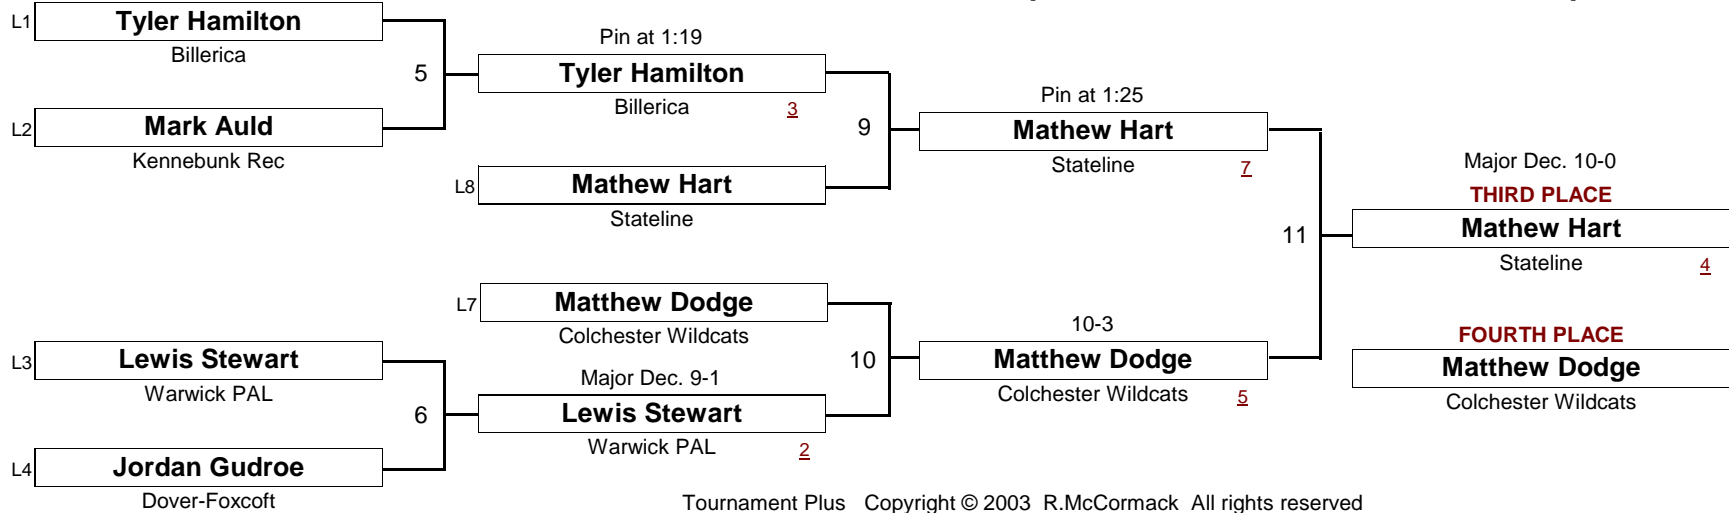 L1 Tyler Hamilton
Billerica
5
L2 Mark Auld
Kennebunk Rec
Pin at 1:19
Tyler Hamilton
Billerica 3
9
L8 Mathew Hart
Stateline
Pin at 1:25
Mathew Hart
Stateline 7
L7 Matthew Dodge
Colchester Wildcats
10
L3 Lewis Stewart
Warwick PAL
6
L4 Jordan Gudroe
Dover-Foxcoft
Major Dec. 9-1
Lewis Stewart
Warwick PAL 2
10-3
Matthew Dodge
Colchester Wildcats 5
11
Major Dec. 10-0
THIRD PLACE
Mathew Hart
Stateline 4
FOURTH PLACE
Matthew Dodge
Colchester Wildcats
Tournament Plus Copyright © 2003 R.McCormack All rights reserved